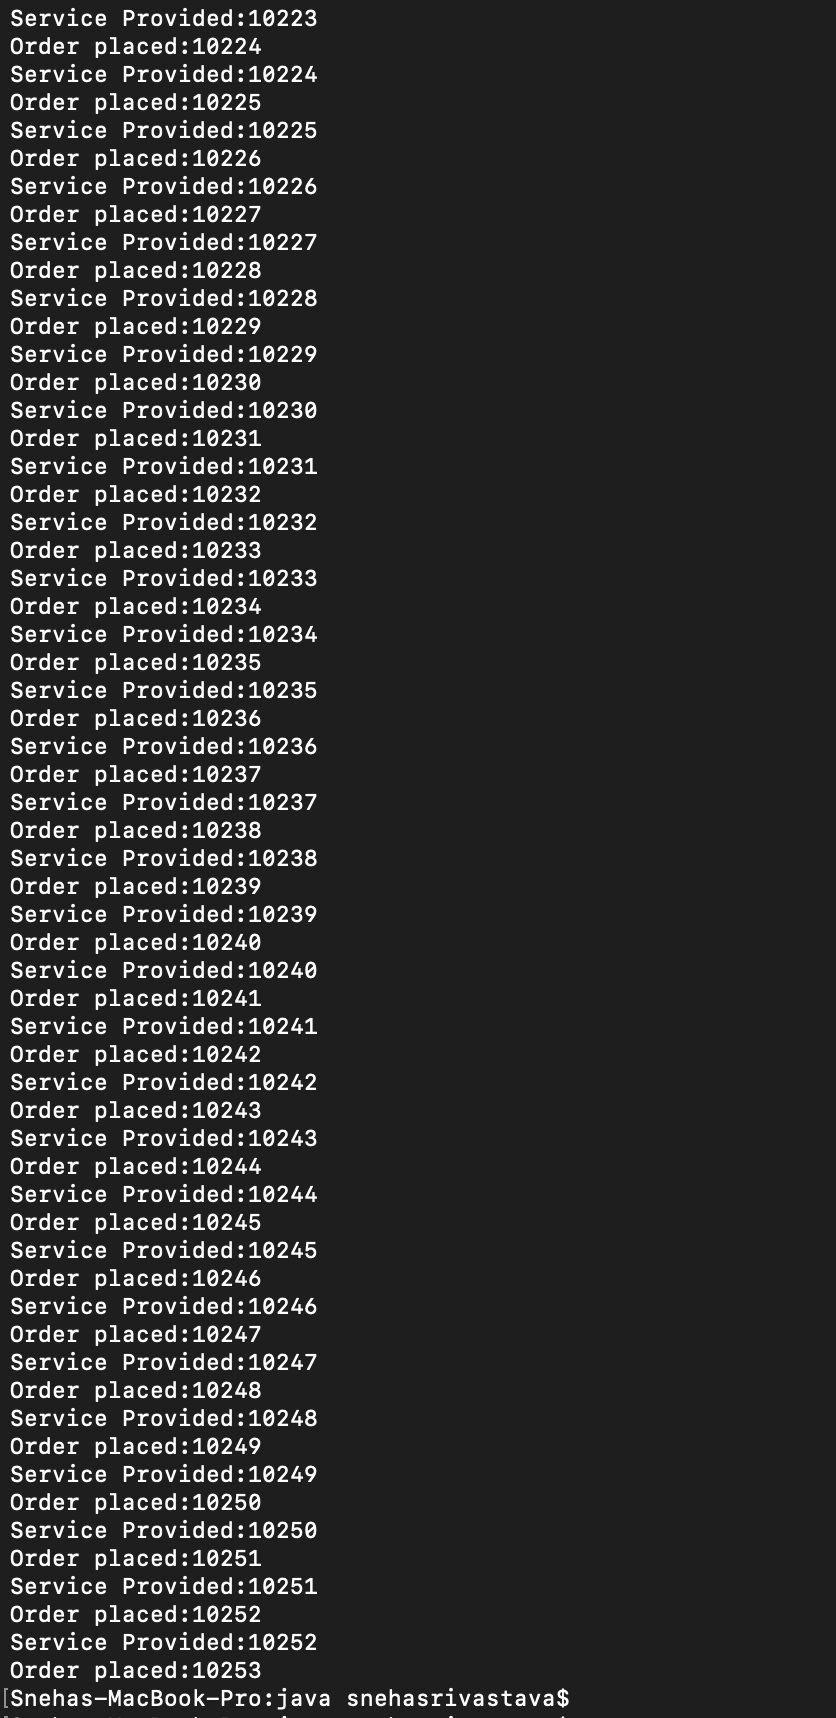 Service Provided:10223
Order placed:10224
Service Provided:10224
Order placed:10225
Service Provided:10225
Order placed:10226
Service Provided:10226
Order placed:10227
Service Provided:10227
Order placed:10228
Service Provided:10228
Order placed:10229
Service Provided:10229
Order placed:10230
Service Provided:10230
Order placed:10231
Service Provided:10231
Order placed:10232
Service Provided:10232
Order placed:10233
Service Provided:10233
Order placed:10234
Service Provided:10234
Order placed:10235
Service Provided:10235
Order placed:10236
Service Provided:10236
Order placed:10237
Service Provided:10237
Order placed:10238
Service Provided:10238
Order placed:10239
Service Provided:10239
Order placed:10240
Service Provided:10240
Order placed:10241
Service Provided:10241
Order placed:10242
Service Provided:10242
Order placed:10243
Service Provided:10243
Order placed:10244
Service Provided:10244
Order placed:10245
Service Provided:10245
Order placed:10246
Service Provided:10246
Order placed:10247
Service Provided:10247
Order placed:10248
Service Provided:10248
Order placed:10249
Service Provided:10249
Order placed:10250
Service Provided:10250
Order placed:10251
Service Provided:10251
Order placed:10252
Service Provided:10252
Order placed:10253
[Snehas-MacBook-Pro:java snehasrivastava$